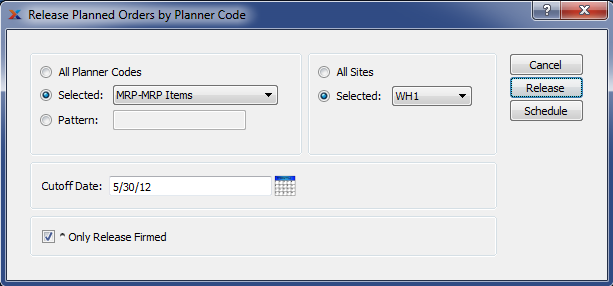 Release Planned Orders by Planner Code
All Planner Codes
Selected: MRP-MRP Items
Pattern:
All Sites
Selected: WH1
Cancel
Release
Schedule
Cutoff Date: 5/30/12
^ Only Release Firmed